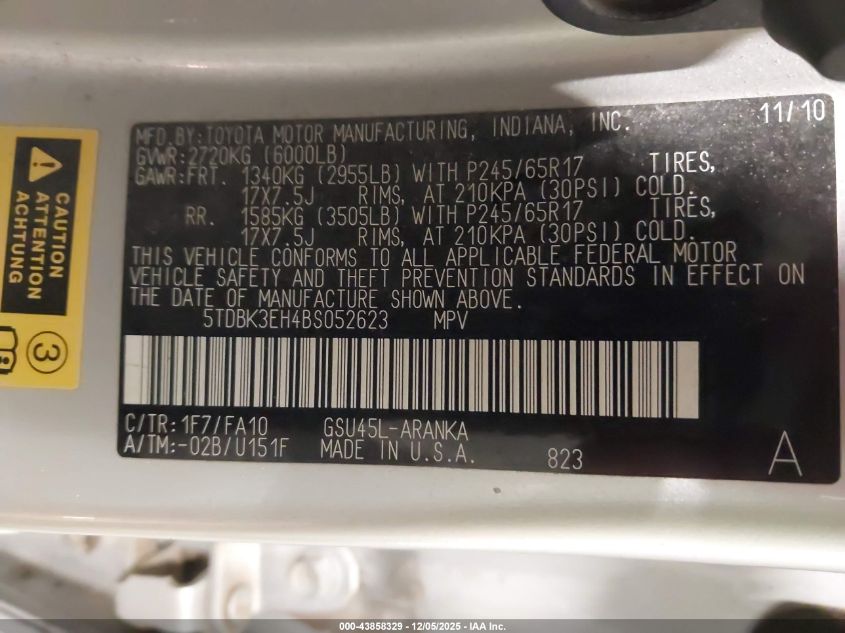 MFD.BY:TOYOTA MOTOR MANUFACTURING, INDIANA, INC. 11/10
GVWR:2720KG (6000LB)
GAWR:FRT. 1340KG (2955LB) WITH P245/65R17 TIRES,
17X7.5J RIMS, AT 210KPA (30PSI) COLD.
RR. 1585KG (3505LB) WITH P245/65R17 TIRES,
17X7.5J RIMS, AT 210KPA (30PSI) COLD.
THIS VEHICLE CONFORMS TO ALL APPLICABLE FEDERAL MOTOR
VEHICLE SAFETY AND THEFT PREVENTION STANDARDS IN EFFECT ON
THE DATE OF MANUFACTURE SHOWN ABOVE.
5TDBK3EH4BS052623 MPV
C/TR:1F7/FA10 GSU45L-ARANKA
A/TM:-02B/U151F MADE IN U.S.A. 823 A
CAUTION
ATTENTION
ACHTUNG
3
000-43858329 - 12/05/2025 - IAA Inc.